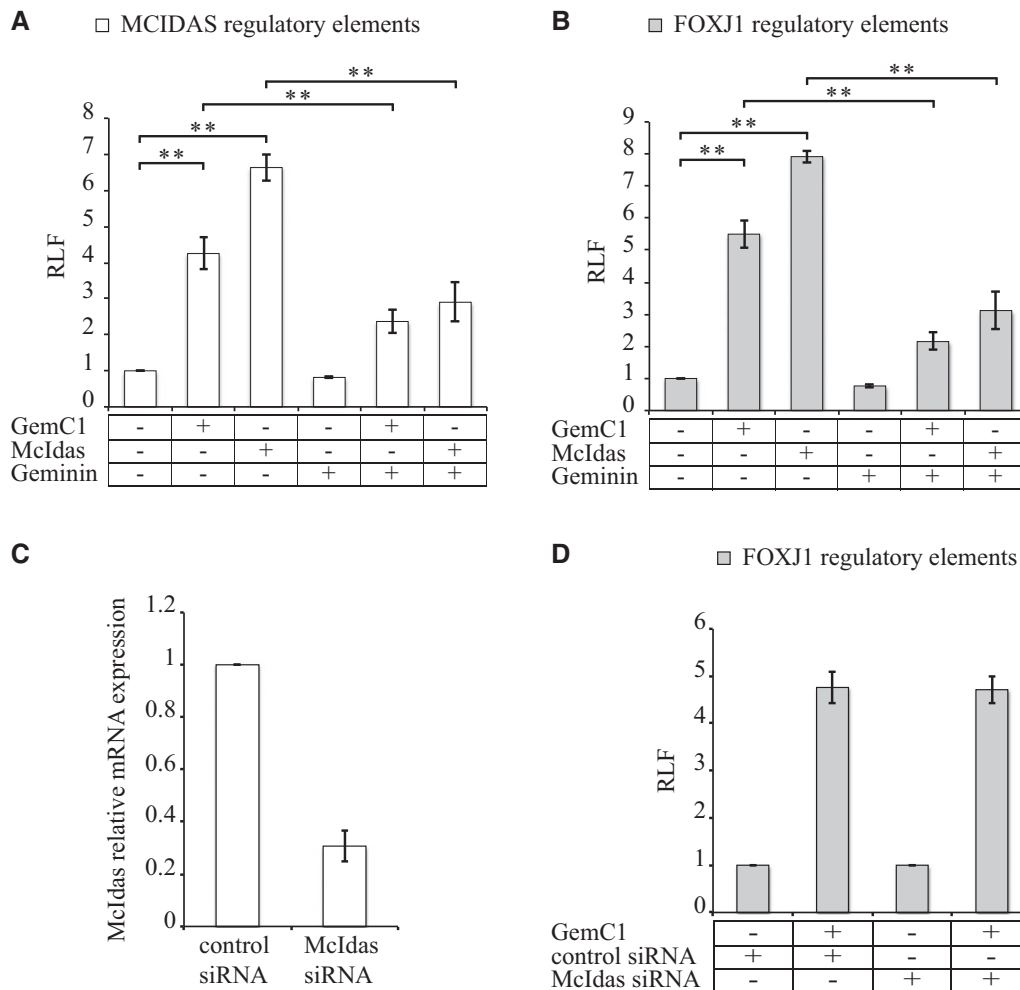 A
MCIDAS regulatory elements
**
**
**
**
8
7
6
5
4
3
2
1
0
RLF
GemC1 - + - - + -
McIdas - - + - - +
Geminin - - - + + +
B
FOXJ1 regulatory elements
**
**
**
**
9
8
7
6
5
4
3
2
1
0
RLF
GemC1 - + - - + -
McIdas - - + - - +
Geminin - - - + + +
C
McIdas relative mRNA expression
1.2
1
0.8
0.6
0.4
0.2
0
control siRNA
McIdas siRNA
D
FOXJ1 regulatory elements
6
5
4
3
2
1
0
RLF
GemC1 - + - +
control siRNA + + - -
McIdas siRNA - - + +